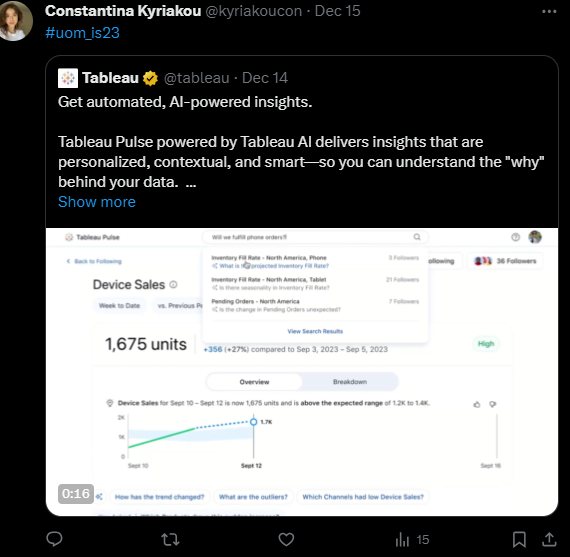 Constantina Kyriakou @kyriakoucon · Dec 15
#uom_is23
Tableau @tableau · Dec 14
Get automated, AI-powered insights.
Tableau Pulse powered by Tableau AI delivers insights that are
personalized, contextual, and smart—so you can understand the "why"
behind your data. ...
Show more
Tableau Pulse
Will we fulfill phone orders?
Back to Following
Inventory Fill Rate - North America, Phone
5 Followers
What is the projected Inventory Fill Rate?
36 Followers
Device Sales
Inventory Fill Rate - North America, Tablet
21 Followers
Is there seasonality in Inventory Fill Rate?
Week to Date
vs. Previous
Pending Orders - North America
7 Followers
Is the change in Pending Orders unexpected?
View Search Results
1,675 units
+356 (+27%) compared to Sep 3, 2023 – Sep 5, 2023
High
Overview
Breakdown
Device Sales for Sept 10 – Sept 12 is now 1,675 units and is above the expected range of 1.2K to 1.4K.
2K
1.7K
1K
0
Sept 10
Sept 12
Sept 16
0:16
How has the trend changed?
What are the outliers?
Which Channels had low Device Sales?
15